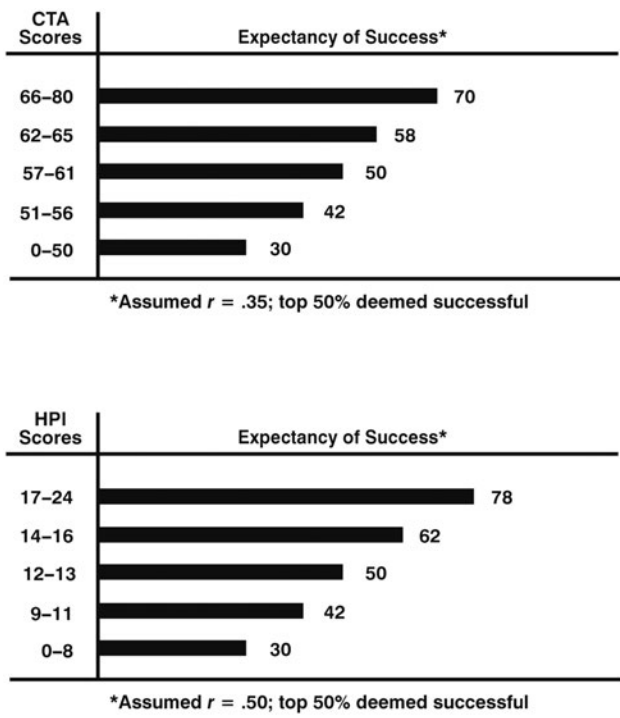 CTA
Scores Expectancy of Success*
66–80 70
62–65 58
57–61 50
51–56 42
0–50 30
*Assumed r = .35; top 50% deemed successful
HPI
Scores Expectancy of Success*
17–24 78
14–16 62
12–13 50
9–11 42
0–8 30
*Assumed r = .50; top 50% deemed successful